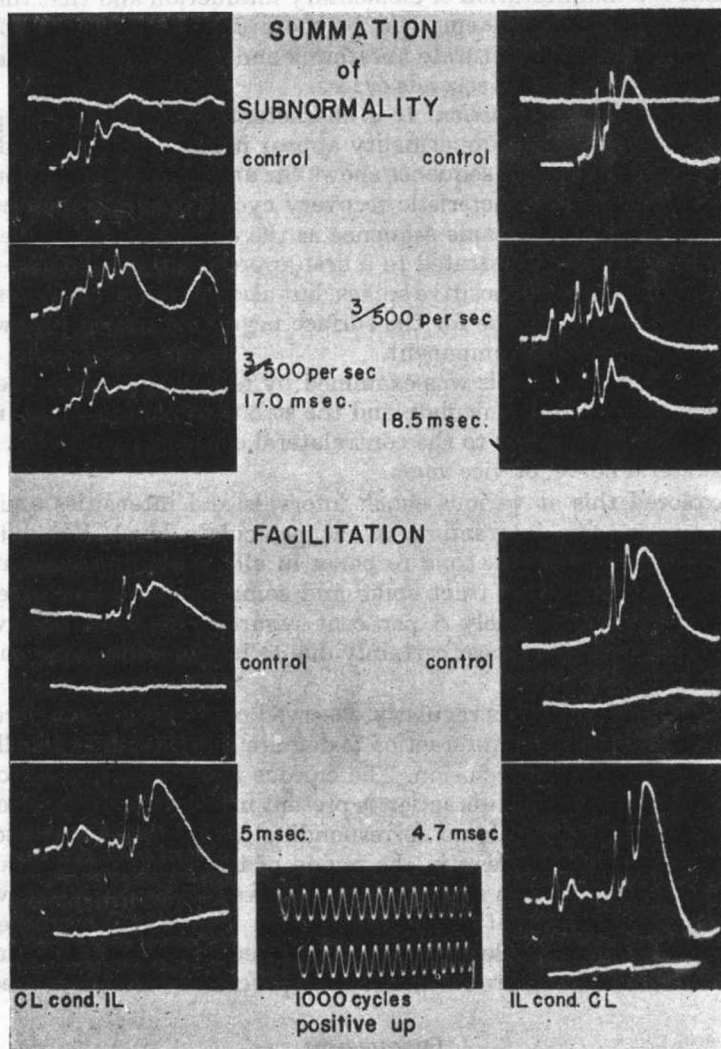 SUMMATION
of
SUBNORMALITY
control control
3/500 per sec
3/500 per sec
17.0 msec.
18.5 msec.
FACILITATION
control control
5 msec. 4.7 msec
CL cond. IL
1000 cycles
positive up
IL cond. CL